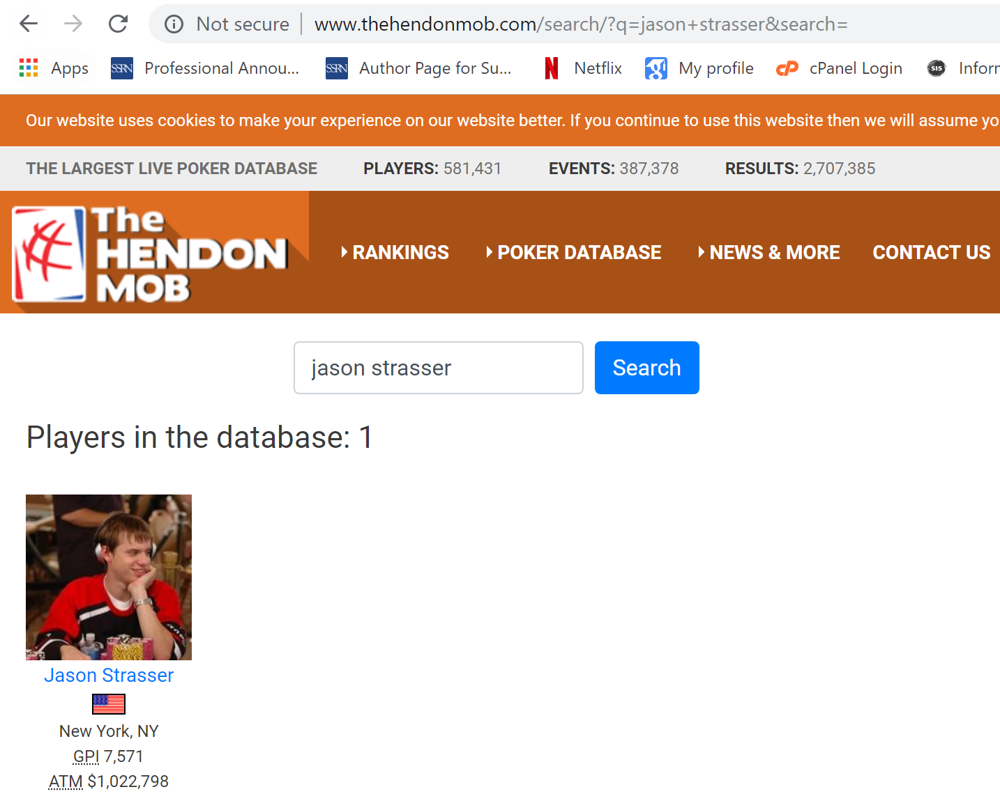 Not secure | www.thehendonmob.com/search/?q=jason+strasser&search=
Apps SSRN Professional Annou... SSRN Author Page for Su... N Netflix g My profile cP cPanel Login SIS Inforr
Our website uses cookies to make your experience on our website better. If you continue to use this website then we will assume yo
THE LARGEST LIVE POKER DATABASE PLAYERS: 581,431 EVENTS: 387,378 RESULTS: 2,707,385
The
HENDON
MOB
RANKINGS POKER DATABASE NEWS & MORE CONTACT US
jason strasser Search
Players in the database: 1
Jason Strasser
New York, NY
GPI 7,571
ATM $1,022,798